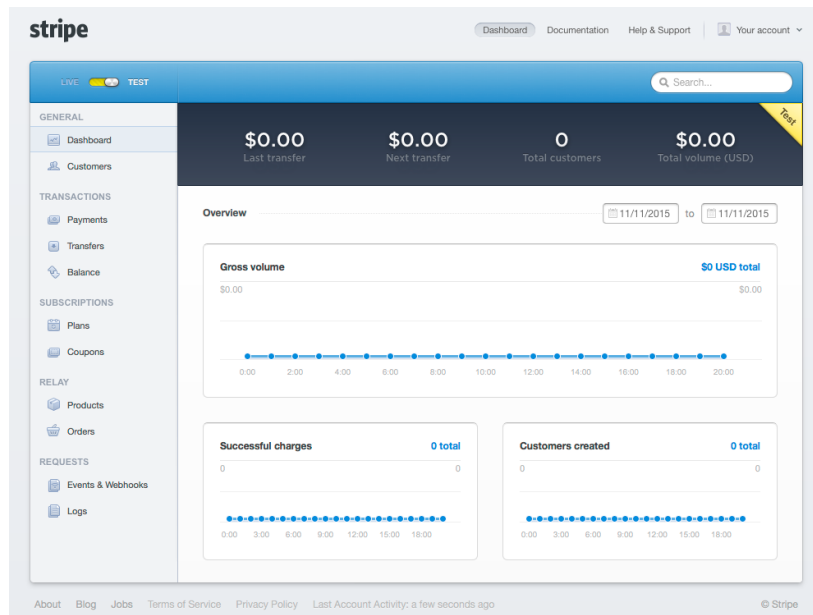 stripe
Dashboard Documentation Help & Support Your account
LIVE TEST
Search...
GENERAL
Dashboard
Customers
TRANSACTIONS
Payments
Transfers
Balance
SUBSCRIPTIONS
Plans
Coupons
RELAY
Products
Orders
REQUESTS
Events & Webhooks
Logs
$0.00 $0.00 0 $0.00
Last transfer Next transfer Total customers Total volume (USD)
Test
Overview 11/11/2015 to 11/11/2015
Gross volume $0 USD total
$0.00 $0.00
0:00 2:00 4:00 6:00 8:00 10:00 12:00 14:00 16:00 18:00 20:00
Successful charges 0 total
0 0
0:00 3:00 6:00 9:00 12:00 15:00 18:00
Customers created 0 total
0 0
0:00 3:00 6:00 9:00 12:00 15:00 18:00
About Blog Jobs Terms of Service Privacy Policy Last Account Activity: a few seconds ago © Stripe